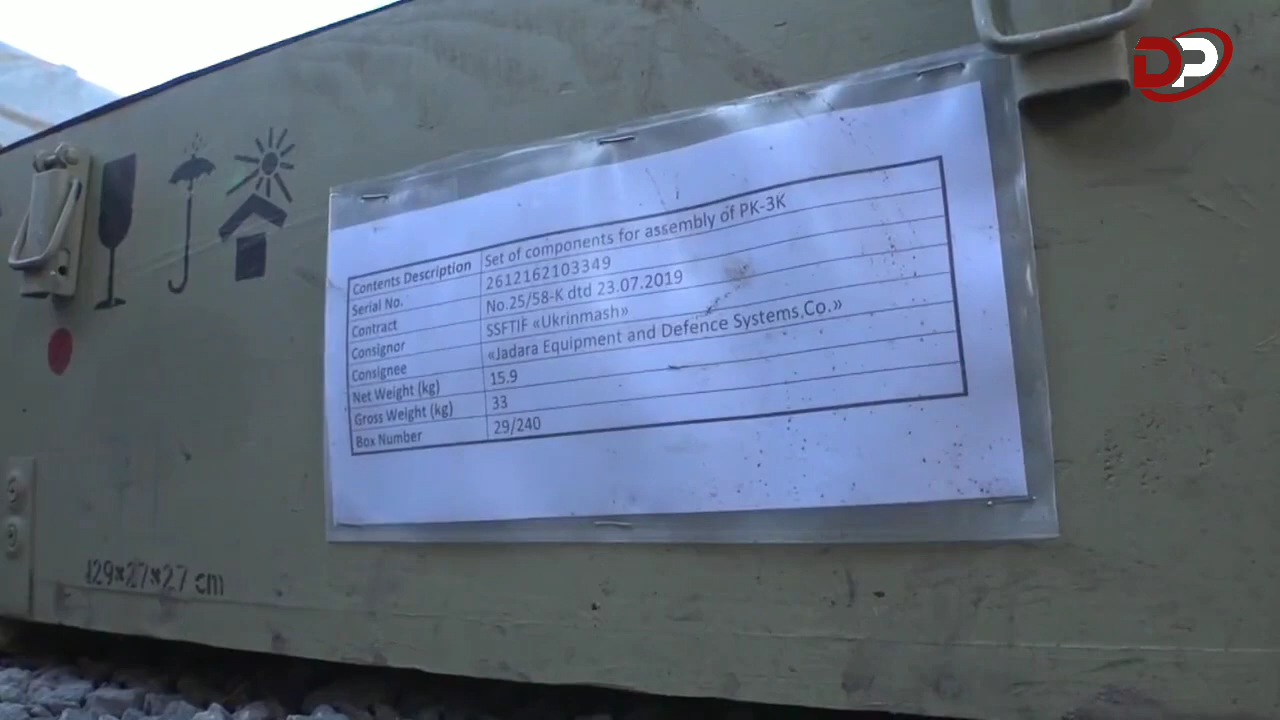 DP
Contents Description Set of components for assembly of PK-3K
Serial No. 2612162103349
Contract No.25/58-K dtd 23.07.2019
Consignor SSFTIF «Ukrinmash»
Consignee «Jadara Equipment and Defence Systems Co.»
Net Weight (kg) 15.9
Gross Weight (kg) 33
Box Number 29/240
129*27*27 cm